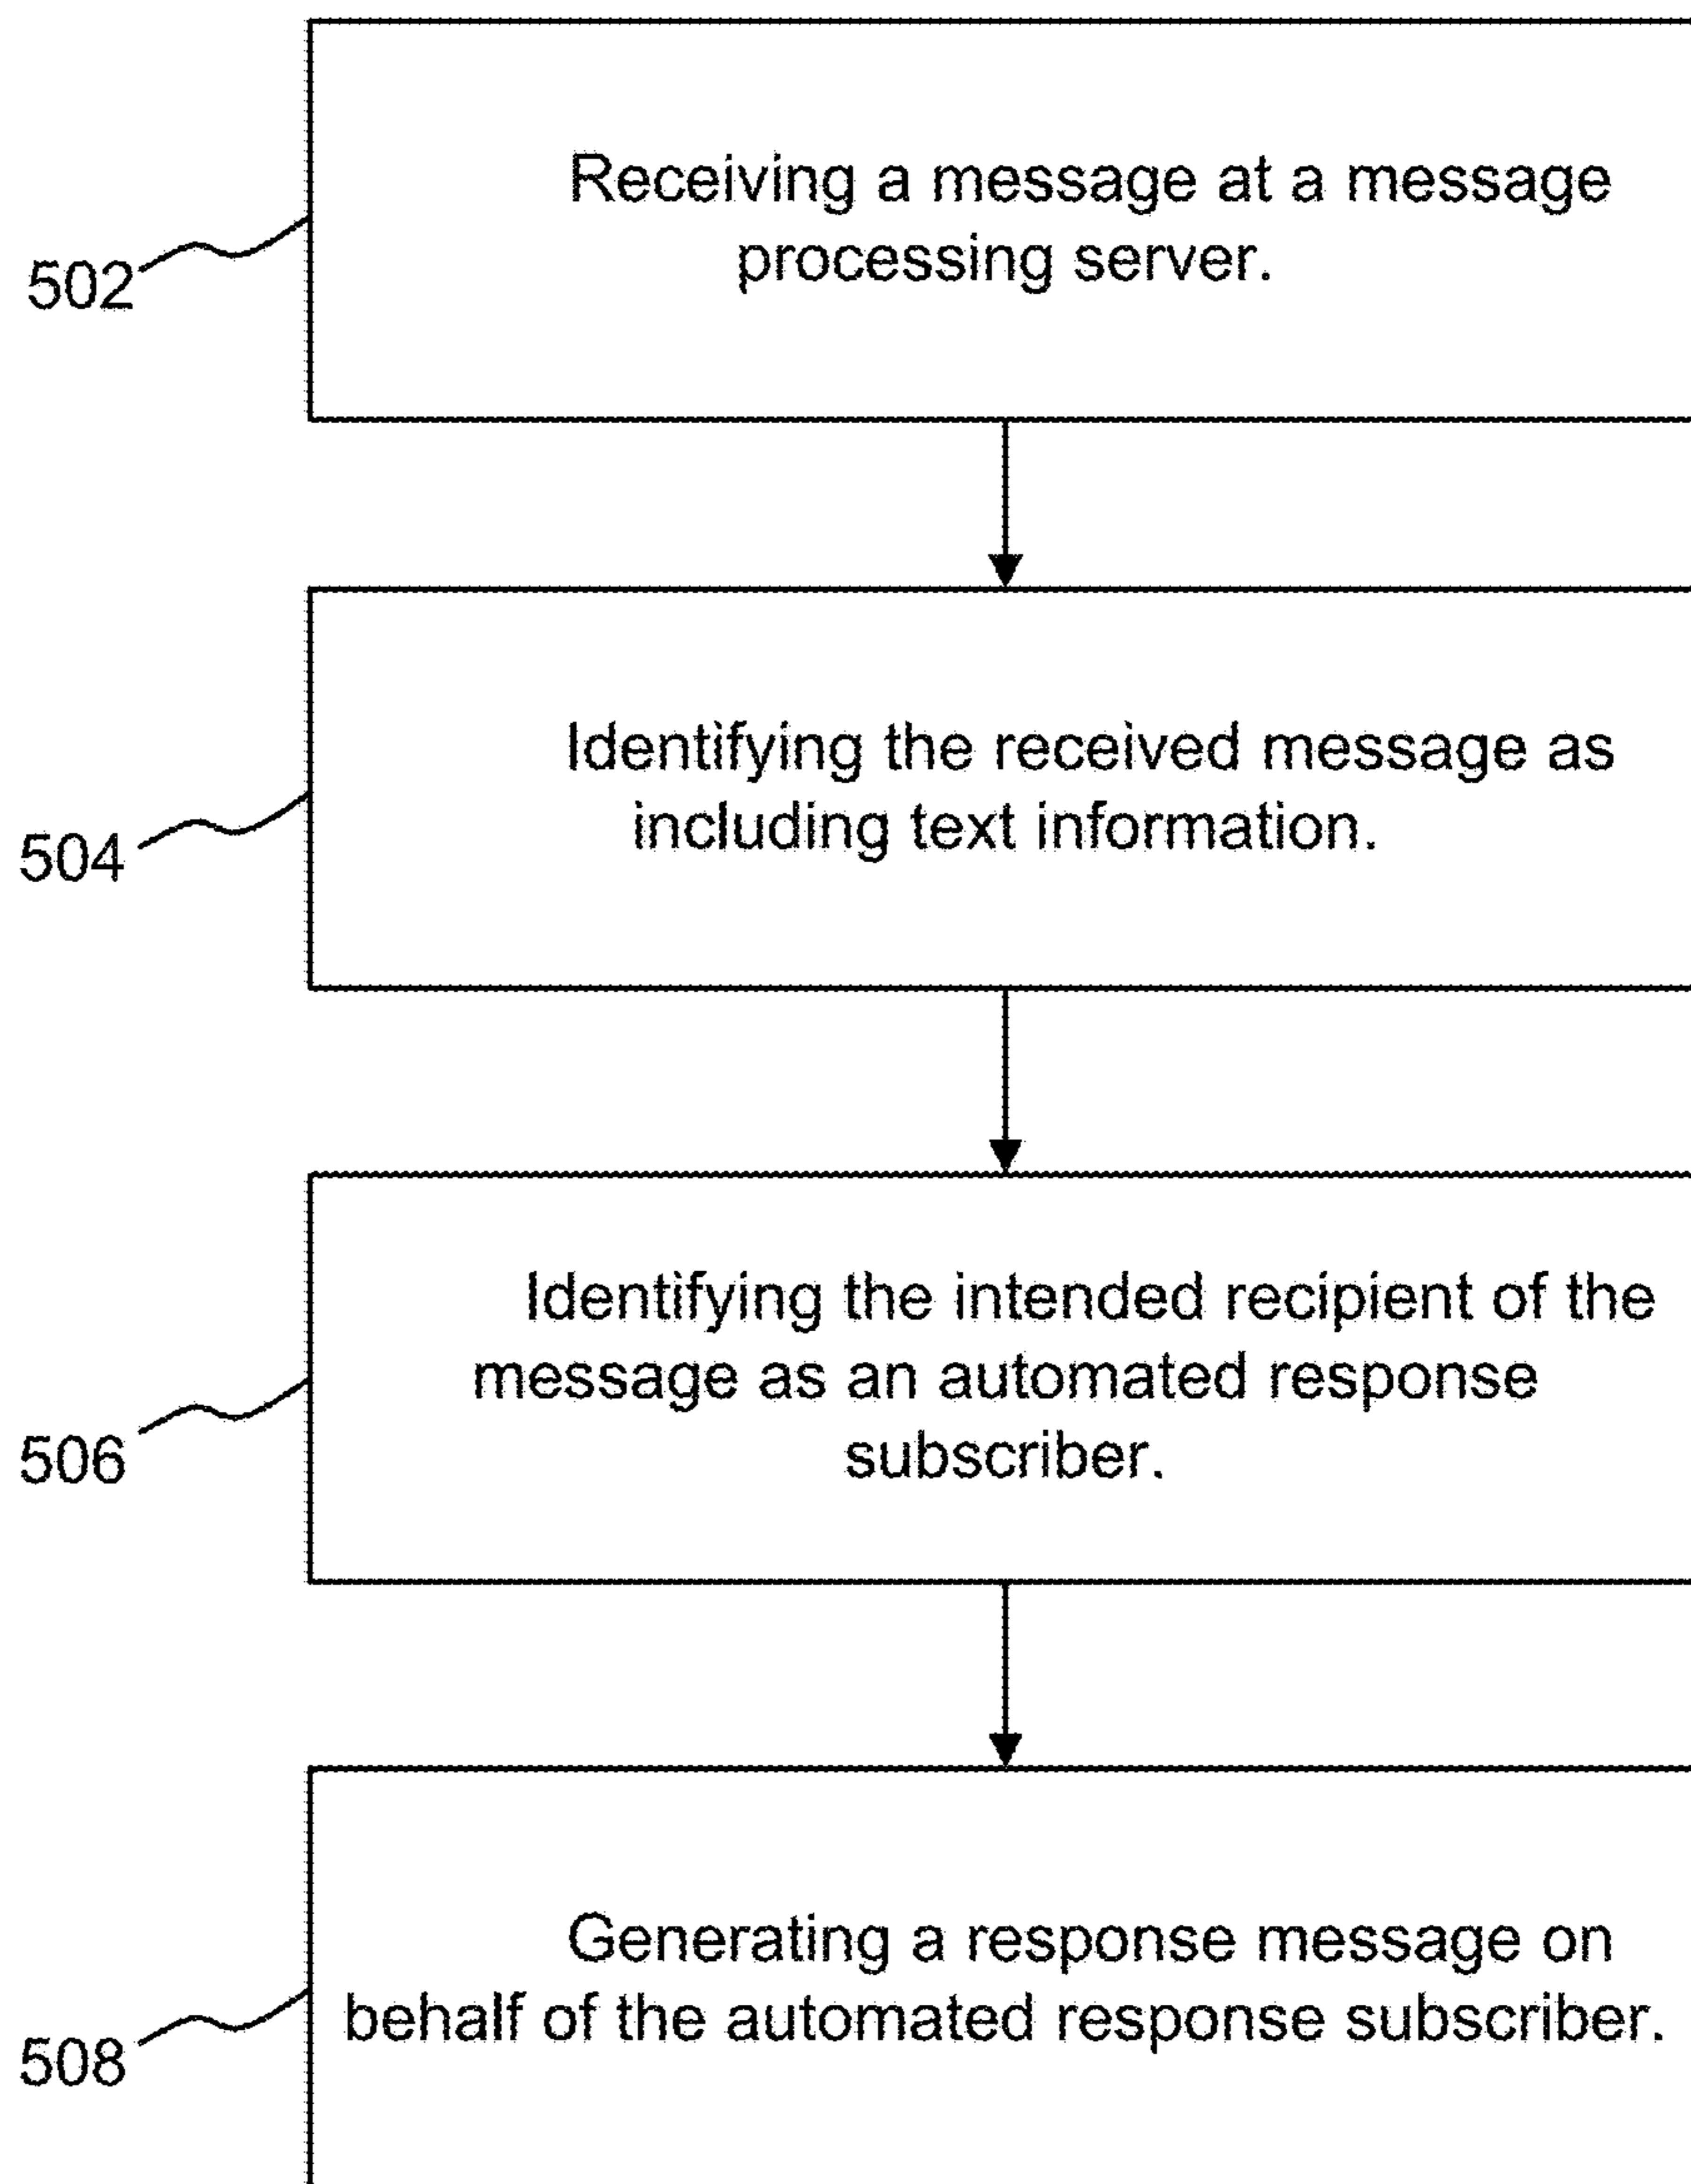 Receiving a message at a message
processing server.
502
Identifying the received message as
including text information.
504
Identifying the intended recipient of the
message as an automated response
subscriber.
506
Generating a response message on
behalf of the automated response subscriber.
508